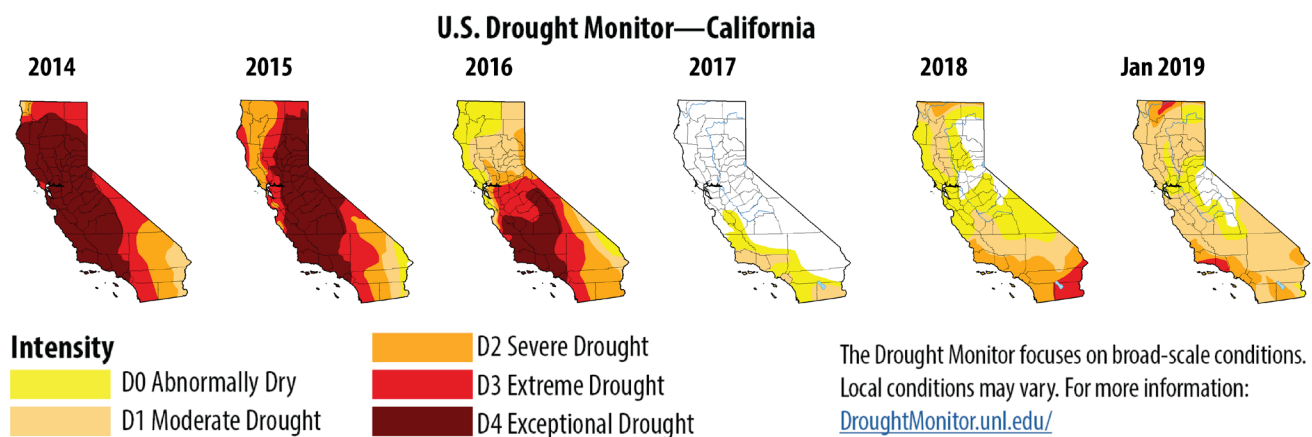 U.S. Drought Monitor—California
2014
2015
2016
2017
2018
Jan 2019
Intensity
D0 Abnormally Dry
D1 Moderate Drought
D2 Severe Drought
D3 Extreme Drought
D4 Exceptional Drought
The Drought Monitor focuses on broad-scale conditions.
Local conditions may vary. For more information:
DroughtMonitor.unl.edu/